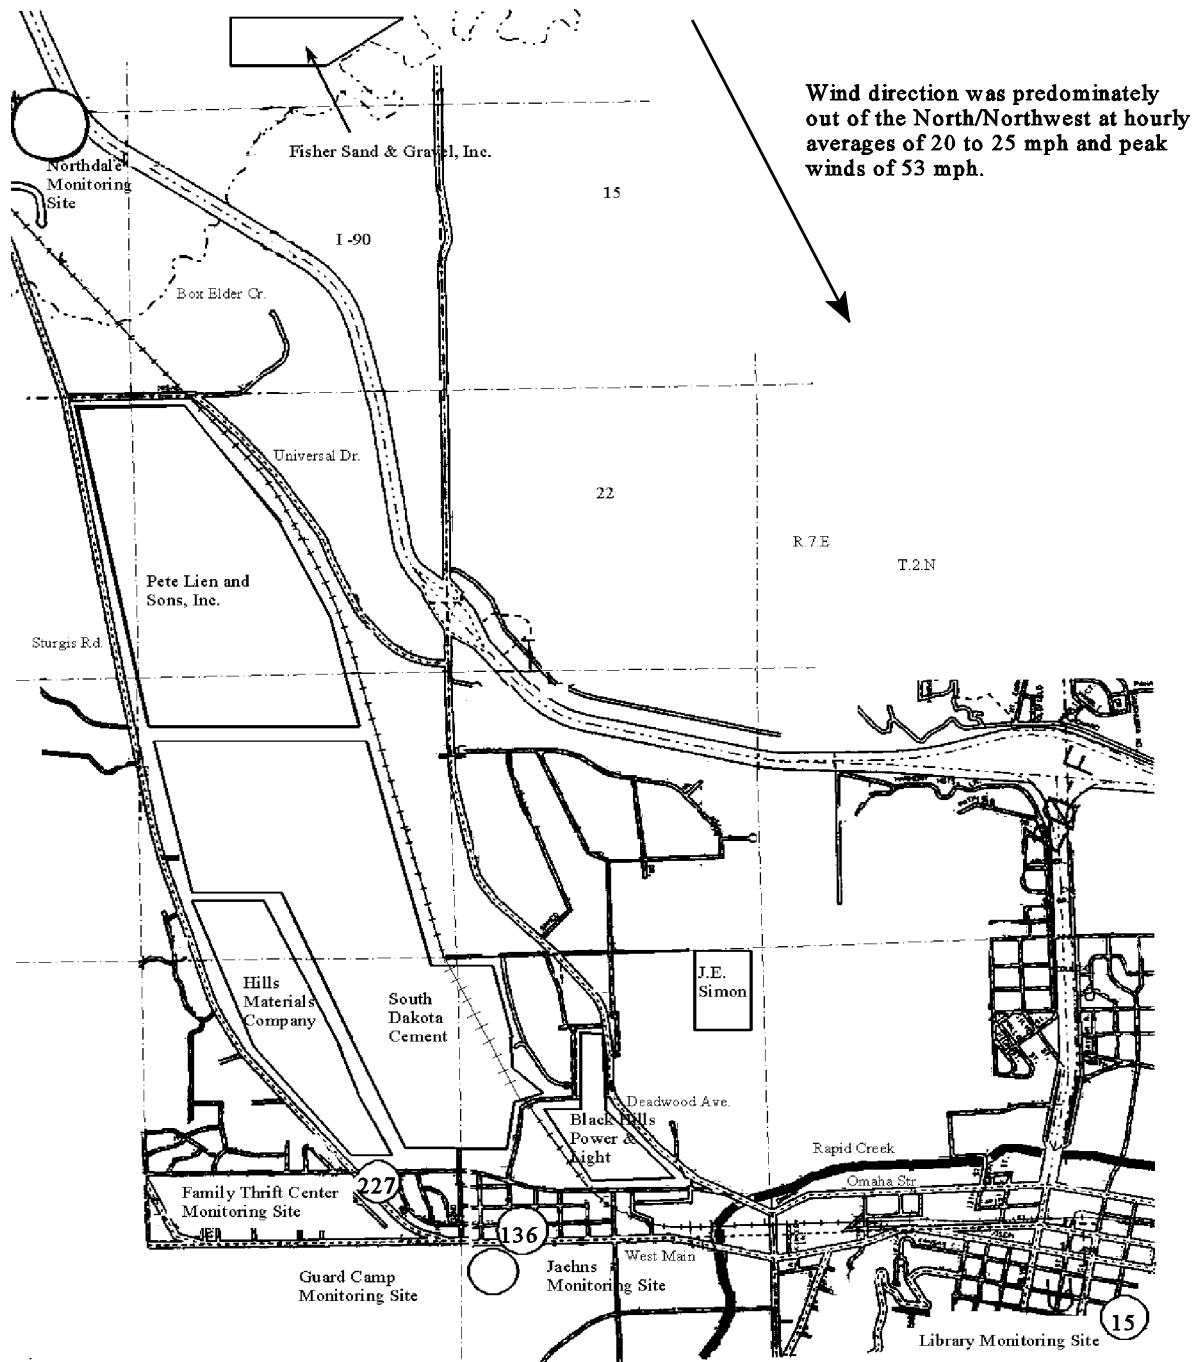 Wind direction was predominately
out of the North/Northwest at hourly
averages of 20 to 25 mph and peak
winds of 53 mph.
Fisher Sand & Gravel, Inc.
Northdale
Monitoring
Site
15
I -90
Box Elder Cr.
Universal Dr.
22
R.7.E
T.2.N
Pete Lien and
Sons, Inc.
Sturgis Rd.
J.E.
Simon
Hills
Materials
Company
South
Dakota
Cement
Deadwood Ave.
Black Hills
Power &
Light
Rapid Creek
Omaha Str.
227
Family Thrift Center
Monitoring Site
136
West Main
Guard Camp
Monitoring Site
Jaehns
Monitoring Site
15
Library Monitoring Site